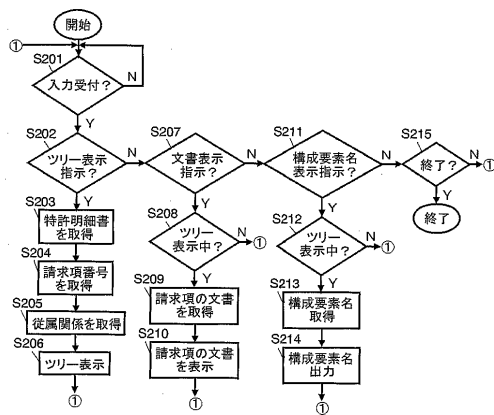 開始
①
S201
入力受付？
N
Y
S202
ツリー表示
指示？
N
Y
S207
文書表示
指示？
N
Y
S211
構成要素名
表示指示？
N
Y
S215
終了？
N
①
Y
終了
S203
特許明細書
を取得
S204
請求項番号
を取得
S205
従属関係を取得
S206
ツリー表示
①
S208
ツリー
表示中？
N
①
Y
S209
請求項の文書
を取得
S210
請求項の文書
を表示
①
S212
ツリー
表示中？
N
①
Y
S213
構成要素名
取得
S214
構成要素名
出力
①